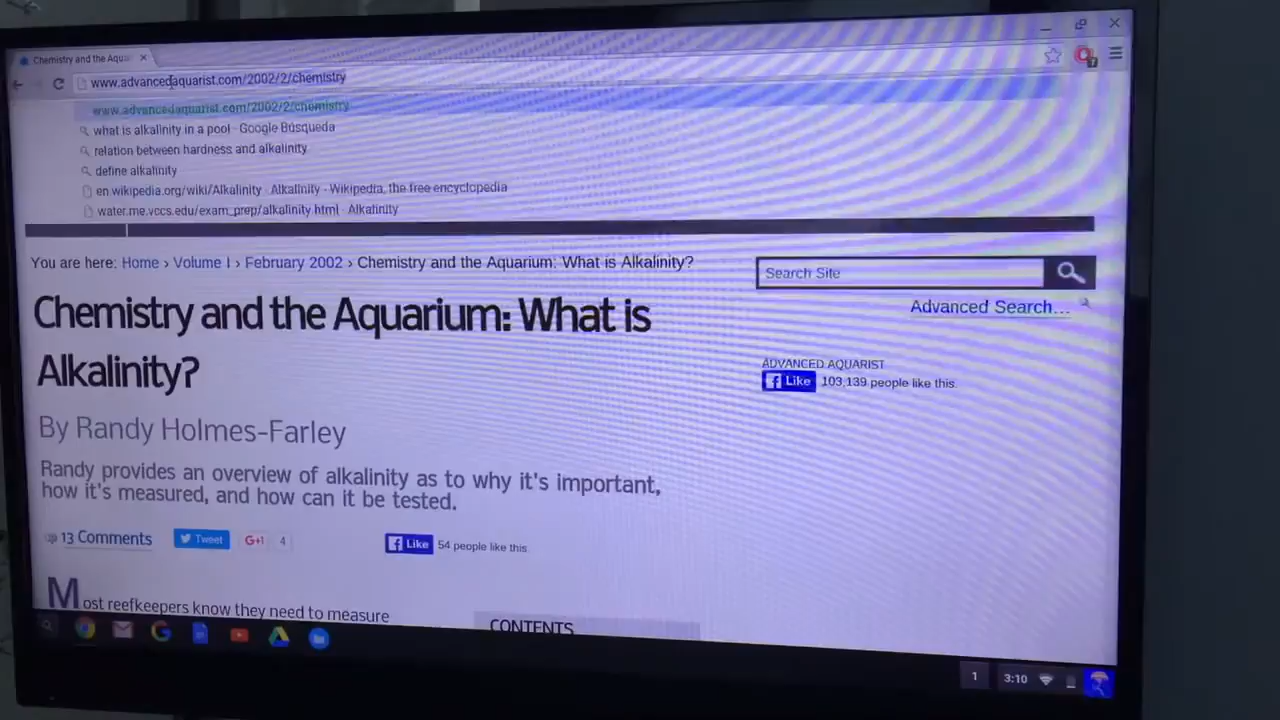 Chemistry and the Aqua
www.advancedaquarist.com/2002/2/chemistry
7
www.advancedaquarist.com/2002/2/chemistry
what is alkalinity in a pool - Google Búsqueda
relation between hardness and alkalinity
define alkalinity
en wikipedia.org/wiki/Alkalinity - Alkalinity - Wikipedia, the free encyclopedia
water.me.vccs.edu/exam_prep/alkalinity html - Alkalinity
You are here: Home › Volume I › February 2002 › Chemistry and the Aquarium: What is Alkalinity?
Search Site
Advanced Search...
Chemistry and the Aquarium: What is
Alkalinity?
ADVANCED AQUARIST
Like 103,139 people like this.
By Randy Holmes-Farley
Randy provides an overview of alkalinity as to why it's important,
how it's measured, and how can it be tested.
13 Comments Tweet G+1 4 Like 54 people like this.
Most reefkeepers know they need to measure
CONTENTS
1 3:10